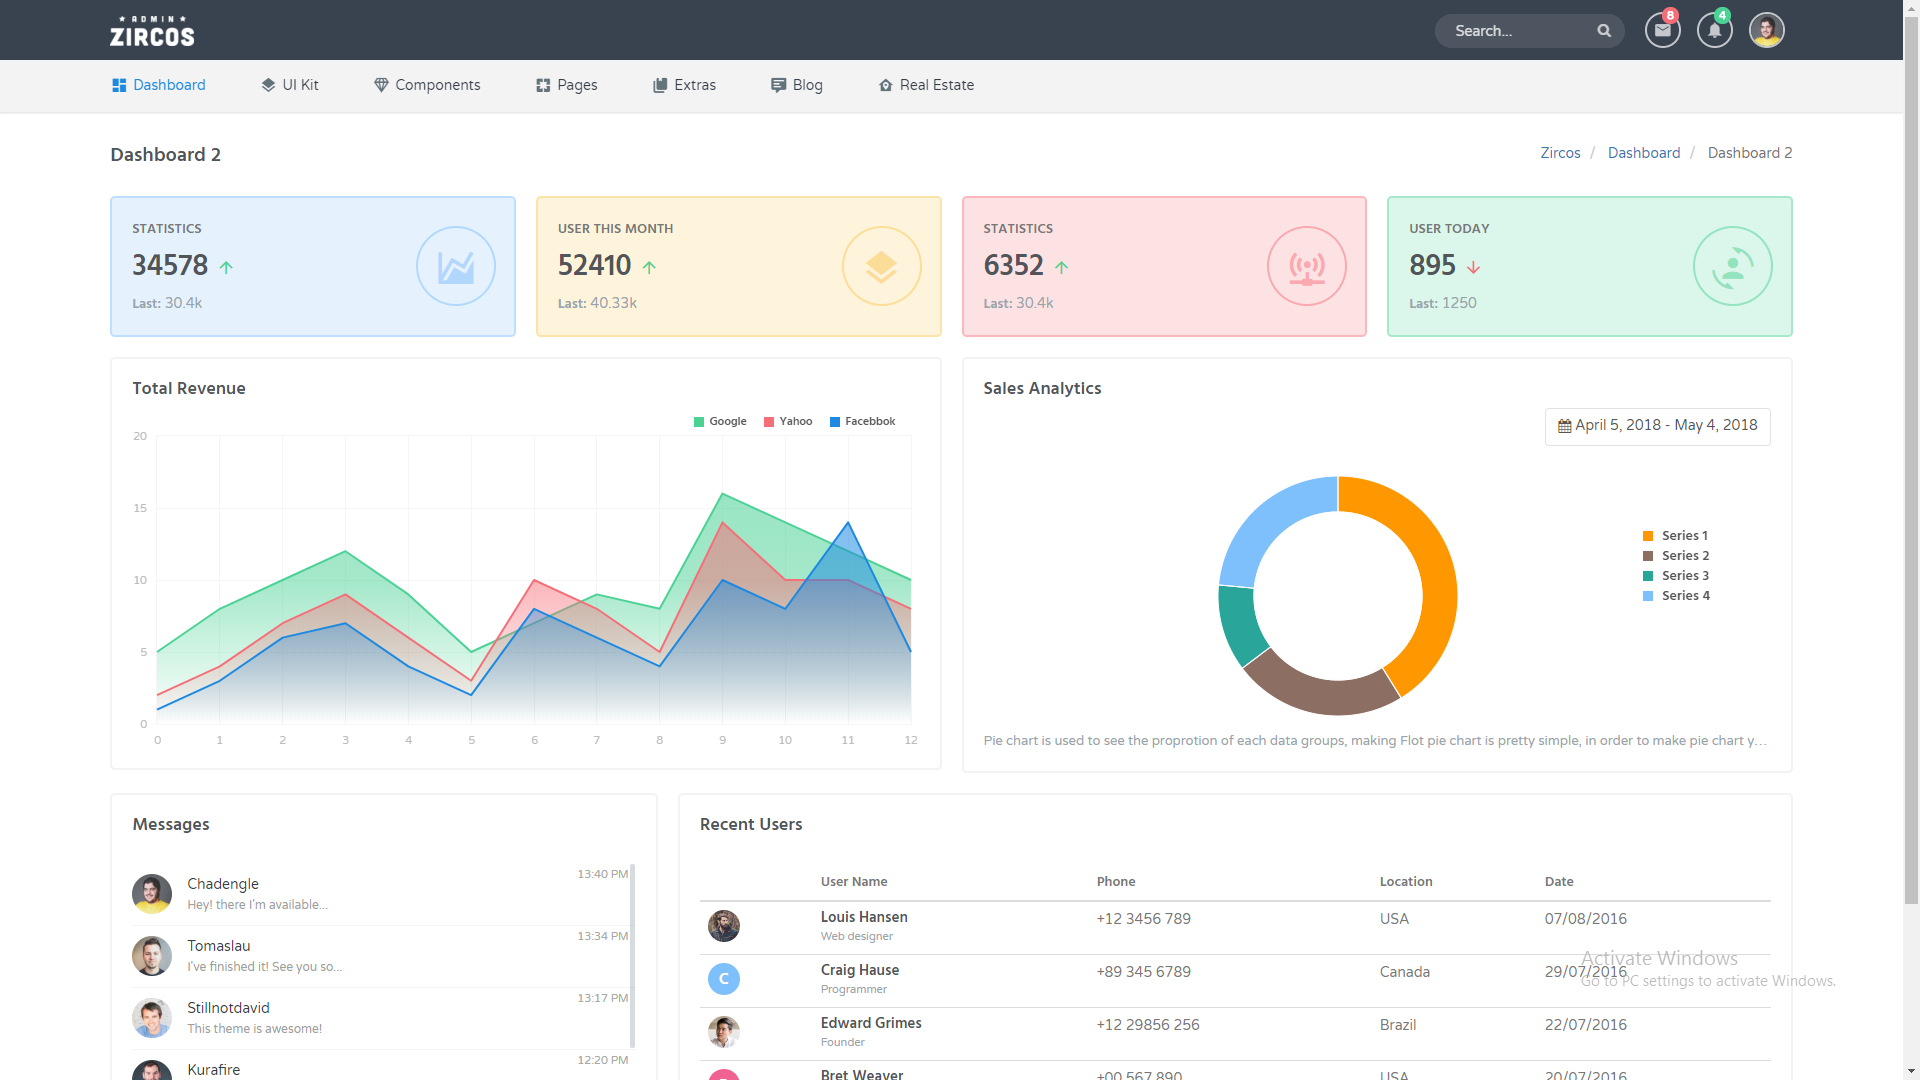 ADMIN
ZIRCOS
Search...
8
4
Dashboard
UI Kit
Components
Pages
Extras
Blog
Real Estate
Dashboard 2
Zircos / Dashboard / Dashboard 2
STATISTICS
34578
Last: 30.4k
USER THIS MONTH
52410
Last: 40.33k
STATISTICS
6352
Last: 30.4k
USER TODAY
895
Last: 1250
Total Revenue
Google
Yahoo
Facebbok
20
15
10
5
0
0 1 2 3 4 5 6 7 8 9 10 11 12
Sales Analytics
April 5, 2018 - May 4, 2018
Series 1
Series 2
Series 3
Series 4
Pie chart is used to see the proprotion of each data groups, making Flot pie chart is pretty simple, in order to make pie chart y...
Messages
Chadengle
13:40 PM
Hey! there I'm available...
Tomaslau
13:34 PM
I've finished it! See you so...
Stillnotdavid
13:17 PM
This theme is awesome!
Kurafire
12:20 PM
Recent Users
User Name Phone Location Date
Louis Hansen
Web designer
+12 3456 789 USA 07/08/2016
C
Craig Hause
Programmer
+89 345 6789 Canada 29/07/2016
Edward Grimes
Founder
+12 29856 256 Brazil 22/07/2016
Bret Weaver
+00 567 890 USA 20/07/2016
Activate Windows
Go to PC settings to activate Windows.